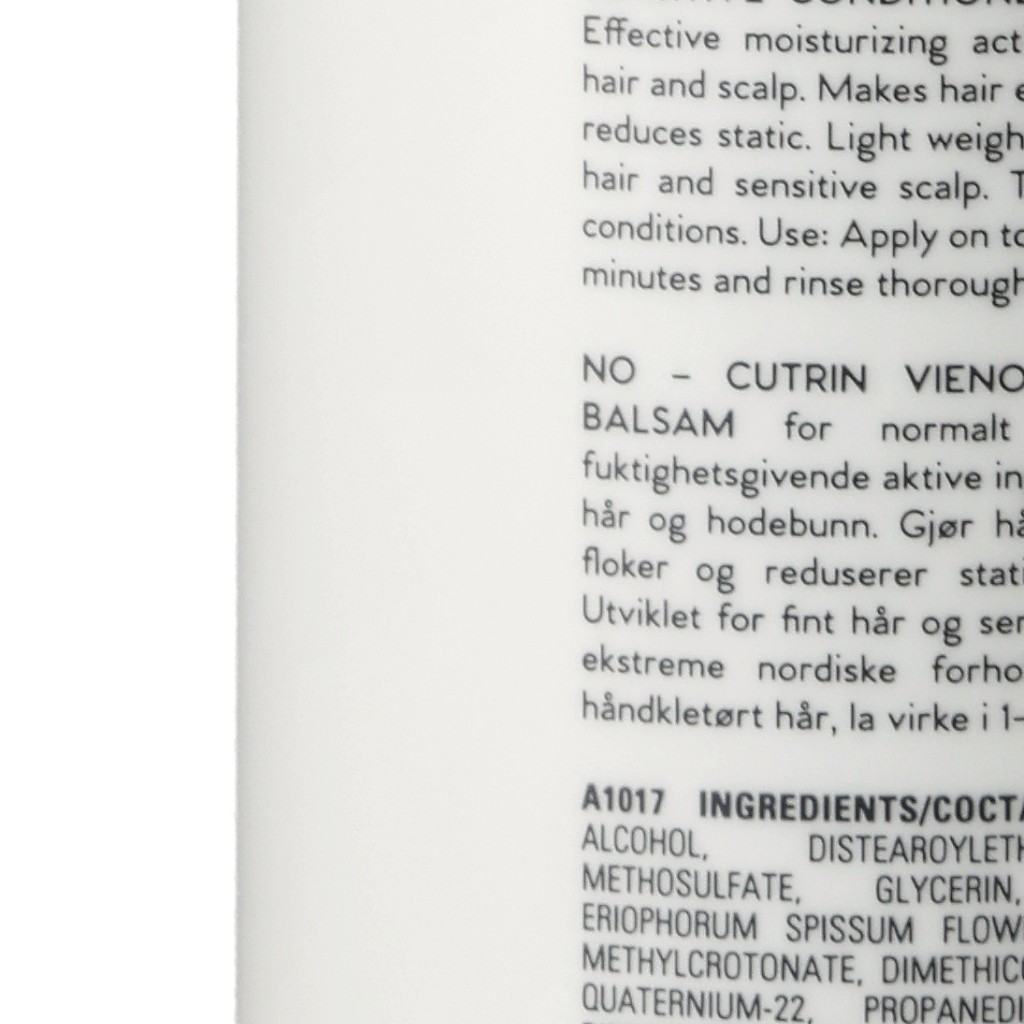 Effective moisturizing act
hair and scalp. Makes hair e
reduces static. Light weigh
hair and sensitive scalp. T
conditions. Use: Apply on to
minutes and rinse thorough
NO – CUTRIN VIENO
BALSAM for normalt
fuktighetsgivende aktive in
hår og hodebunn. Gjør hå
floker og reduserer stati
Utviklet for fint hår og sen
ekstreme nordiske forho
håndkletørt hår, la virke i 1-
A1017 INGREDIENTS/СОСТА
ALCOHOL, DISTEAROYLETH
METHOSULFATE, GLYCERIN,
ERIOPHORUM SPISSUM FLOW
METHYLCROTONATE, DIMETHICO
QUATERNIUM-22, PROPANEDI